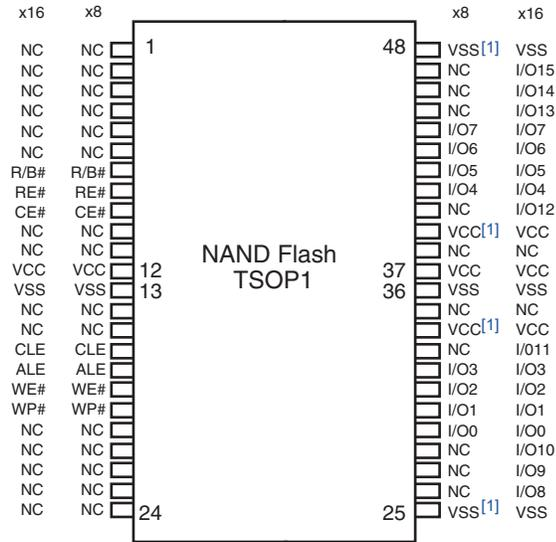 x16 x8 x8 x16
NC NC 1 48 VSS[1] VSS
NC NC NC I/O15
NC NC NC I/O14
NC NC NC I/O13
NC NC I/O7 I/O7
NC NC I/O6 I/O6
R/B# R/B# I/O5 I/O5
RE# RE# I/O4 I/O4
CE# CE# NC I/O12
NC NC VCC[1] VCC
NC NC NC NC
NAND Flash
VCC VCC 12 37 VCC VCC
TSOP1
VSS VSS 13 36 VSS VSS
NC NC NC NC
NC NC VCC[1] VCC
CLE CLE NC I/011
ALE ALE I/O3 I/O3
WE# WE# I/O2 I/O2
WP# WP# I/O1 I/O1
NC NC I/O0 I/O0
NC NC NC I/O10
NC NC NC I/O9
NC NC NC I/O8
NC NC 24 25 VSS[1] VSS